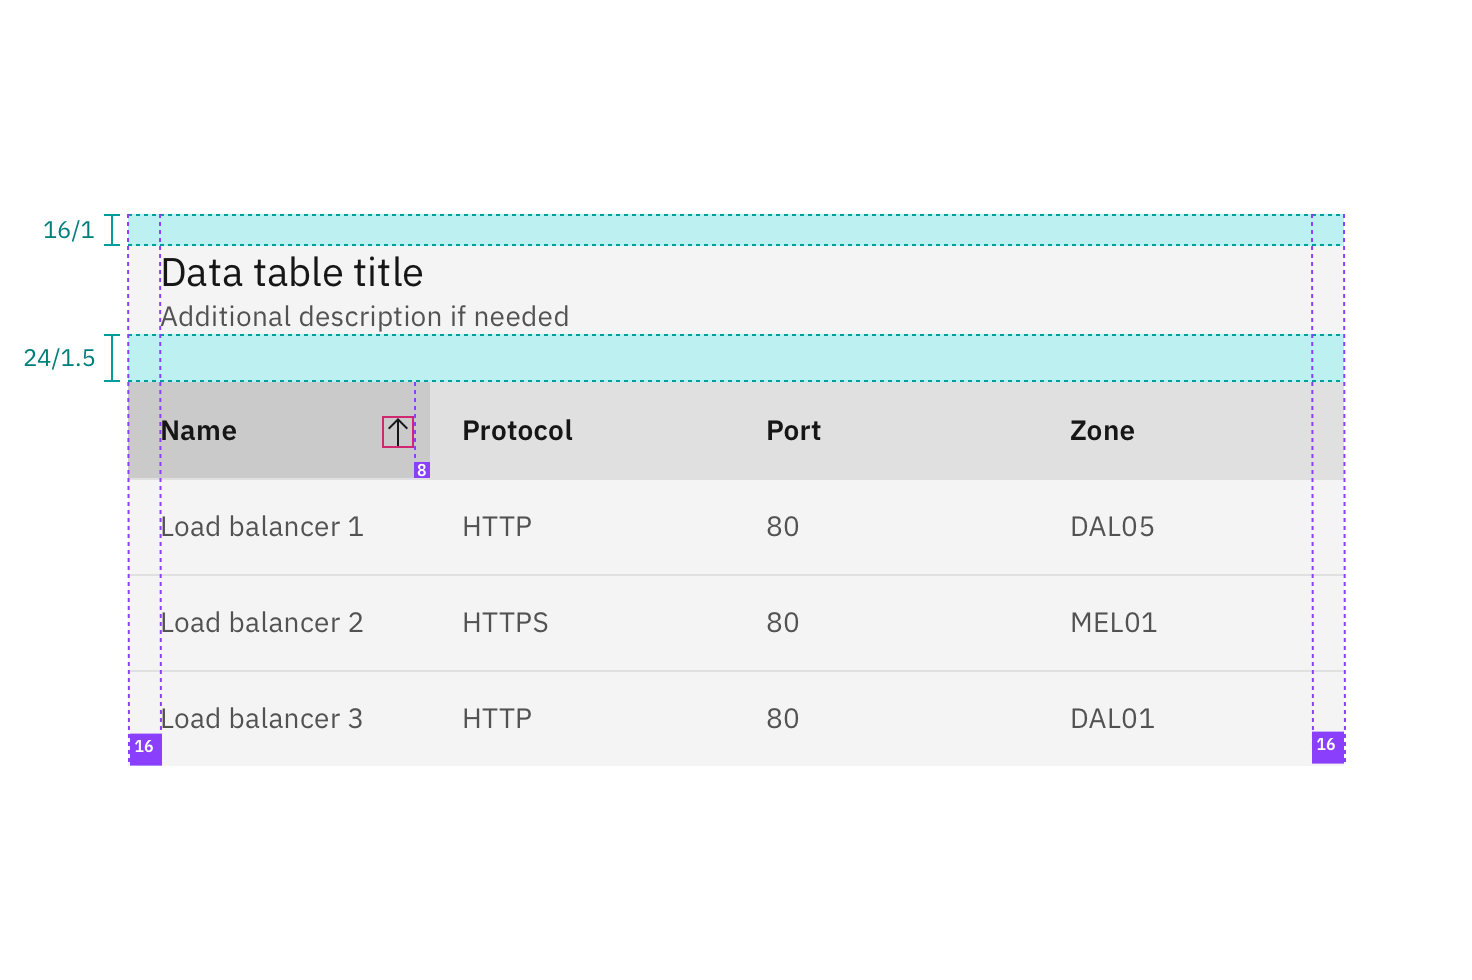 16/1
Data table title
Additional description if needed
24/1.5
Name Protocol Port Zone
8
Load balancer 1 HTTP 80 DAL05
Load balancer 2 HTTPS 80 MEL01
Load balancer 3 HTTP 80 DAL01
16 16